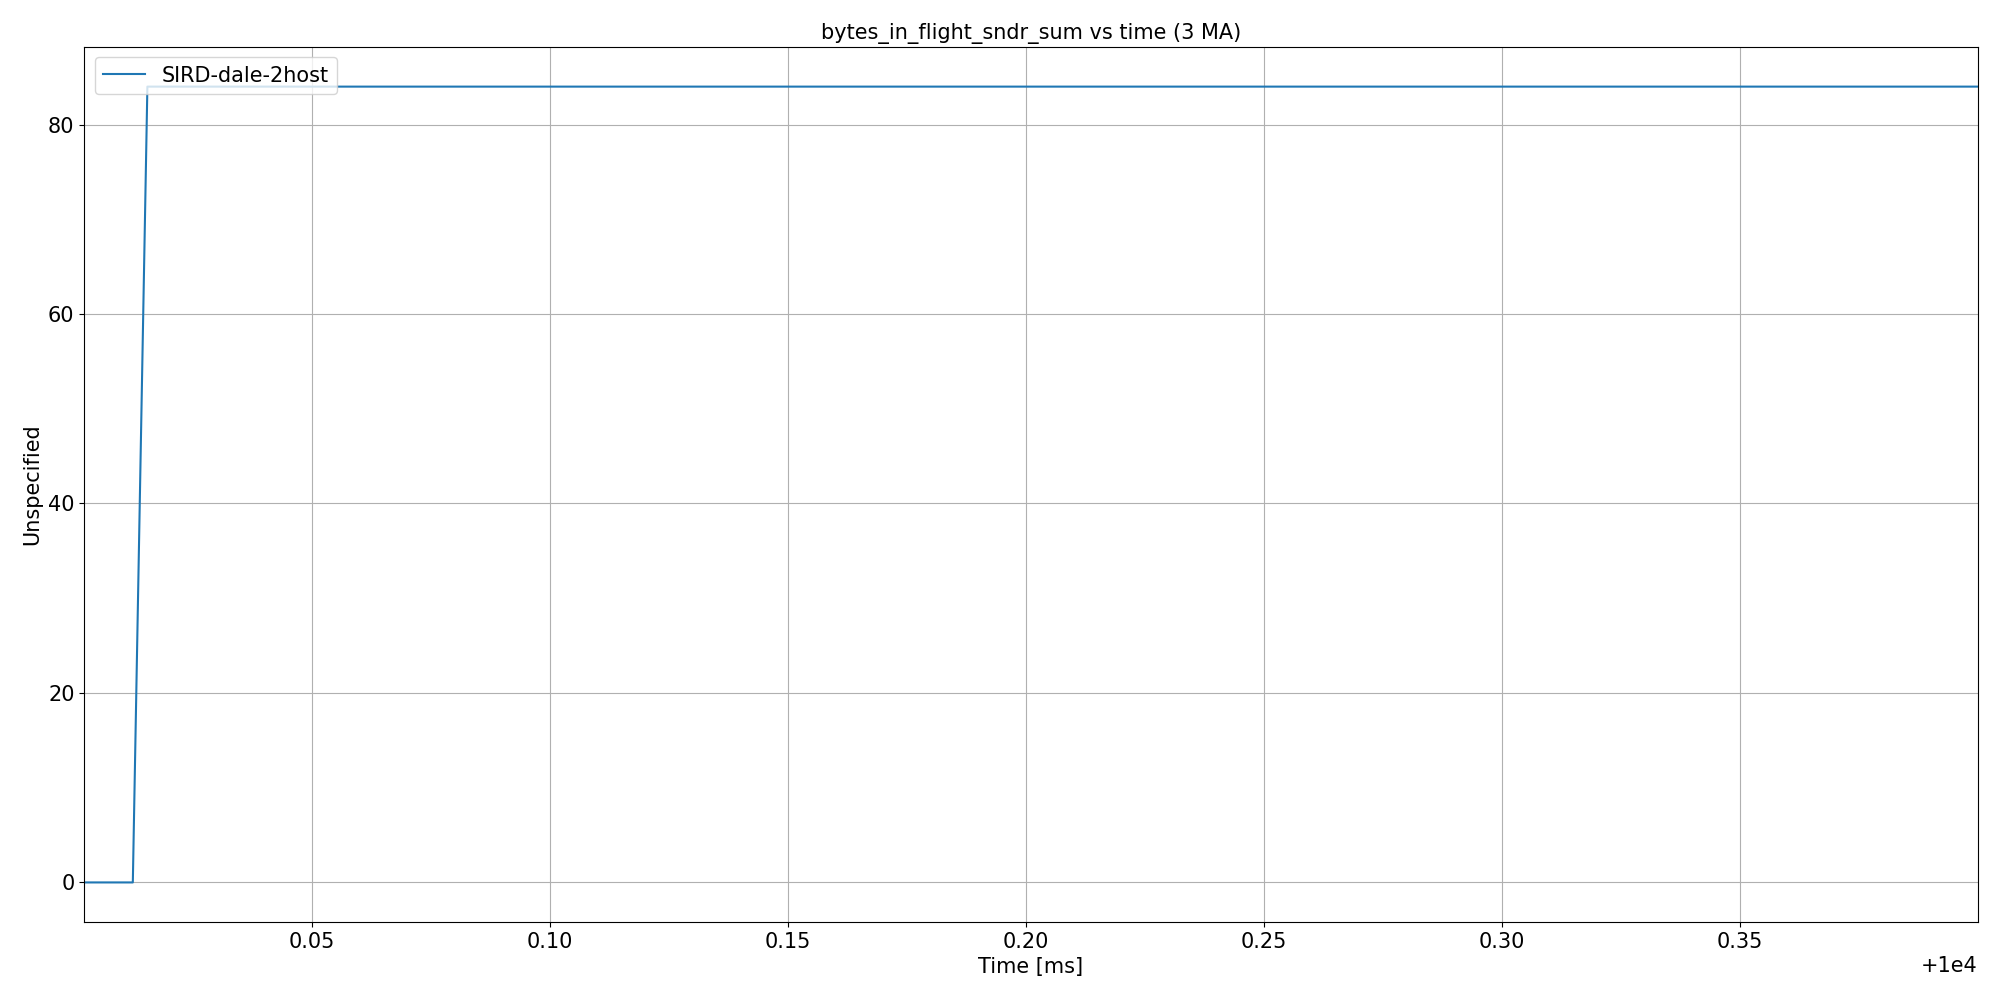 bytes_in_flight_sndr_sum vs time (3 MA)
SIRD-dale-2host
Unspecified
80
60
40
20
0
0.05 0.10 0.15 0.20 0.25 0.30 0.35
Time [ms]
+1e4